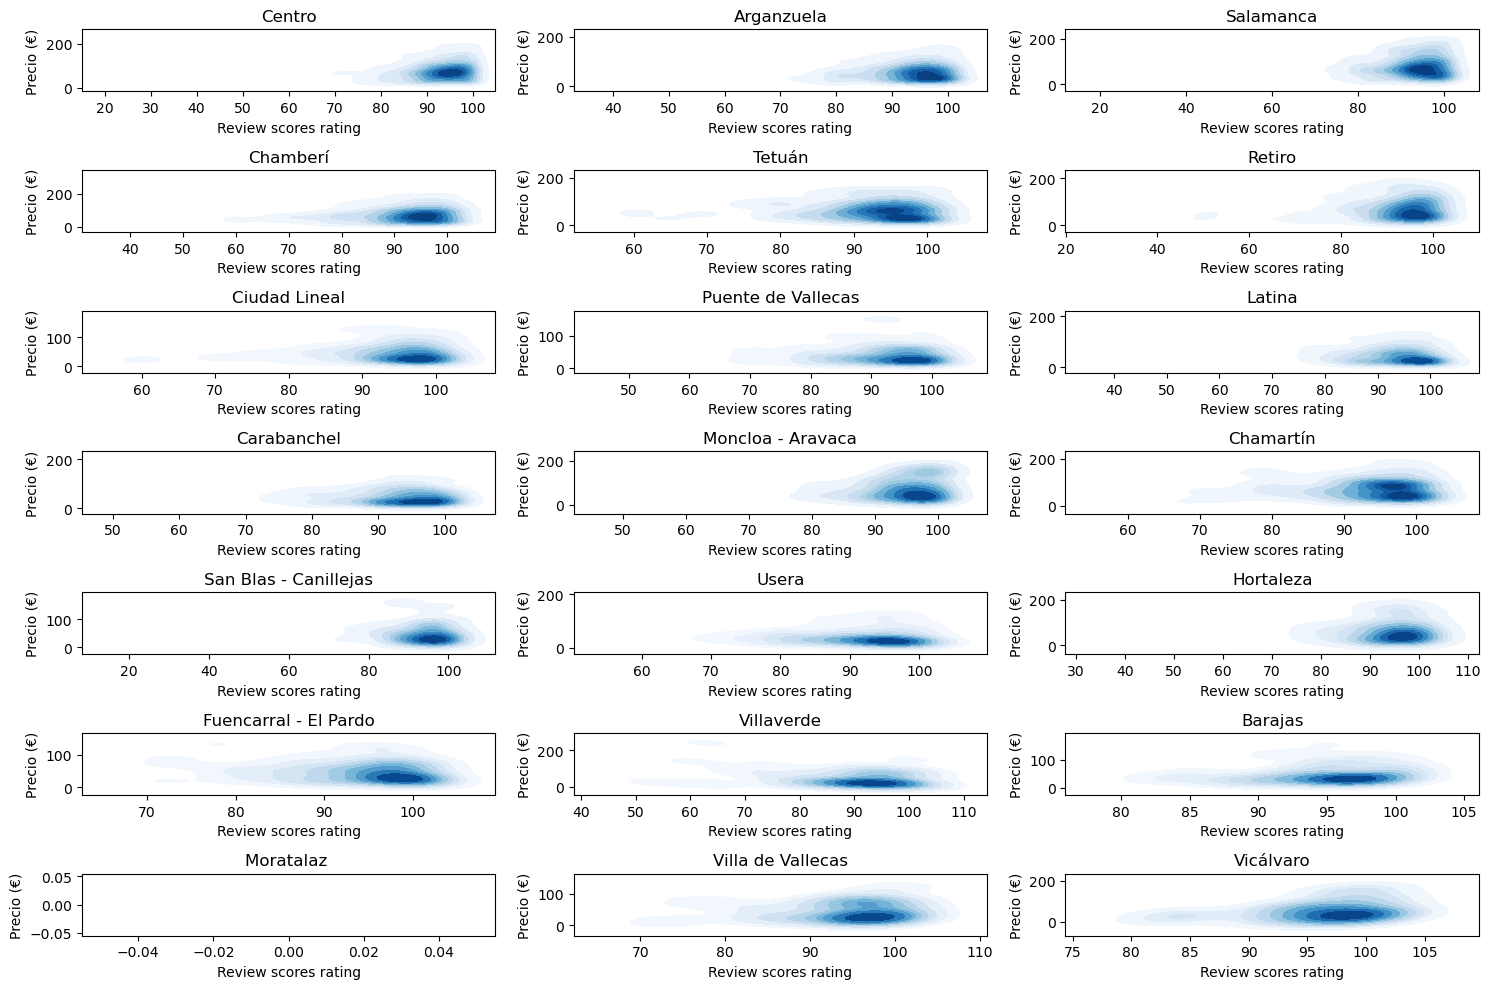 Centro Arganzuela Salamanca
Precio (€) 200 0 Precio (€) 200 0 Precio (€) 200 0
20 30 40 50 60 70 80 90 100 40 50 60 70 80 90 100 20 40 60 80 100
Review scores rating Review scores rating Review scores rating
Chamberí Tetuán Retiro
Precio (€) 200 0 Precio (€) 200 0 Precio (€) 200 0
40 50 60 70 80 90 100 60 70 80 90 100 20 40 60 80 100
Review scores rating Review scores rating Review scores rating
Ciudad Lineal Puente de Vallecas Latina
Precio (€) 100 0 Precio (€) 100 0 Precio (€) 200 0
60 70 80 90 100 50 60 70 80 90 100 40 50 60 70 80 90 100
Review scores rating Review scores rating Review scores rating
Carabanchel Moncloa - Aravaca Chamartín
Precio (€) 200 0 Precio (€) 200 0 Precio (€) 200 0
50 60 70 80 90 100 50 60 70 80 90 100 60 70 80 90 100
Review scores rating Review scores rating Review scores rating
San Blas - Canillejas Usera Hortaleza
Precio (€) 100 0 Precio (€) 200 0 Precio (€) 200 0
20 40 60 80 100 60 70 80 90 100 30 40 50 60 70 80 90 100 110
Review scores rating Review scores rating Review scores rating
Fuencarral - El Pardo Villaverde Barajas
Precio (€) 100 0 Precio (€) 200 0 Precio (€) 100 0
70 80 90 100 40 50 60 70 80 90 100 110 80 85 90 95 100 105
Review scores rating Review scores rating Review scores rating
Moratalaz Villa de Vallecas Vicálvaro
Precio (€) 0.05 0.00 −0.05 Precio (€) 100 0 Precio (€) 200 0
−0.04 −0.02 0.00 0.02 0.04 70 80 90 100 110 75 80 85 90 95 100 105
Review scores rating Review scores rating Review scores rating